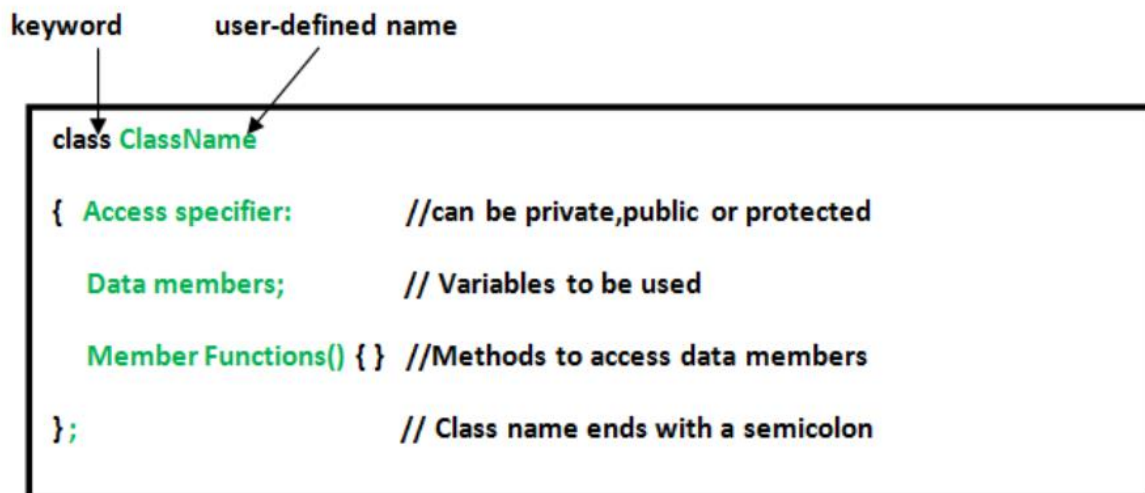 keyword user-defined name
class ClassName
{ Access specifier: //can be private,public or protected
Data members; // Variables to be used
Member Functions() { } //Methods to access data members
} ; // Class name ends with a semicolon